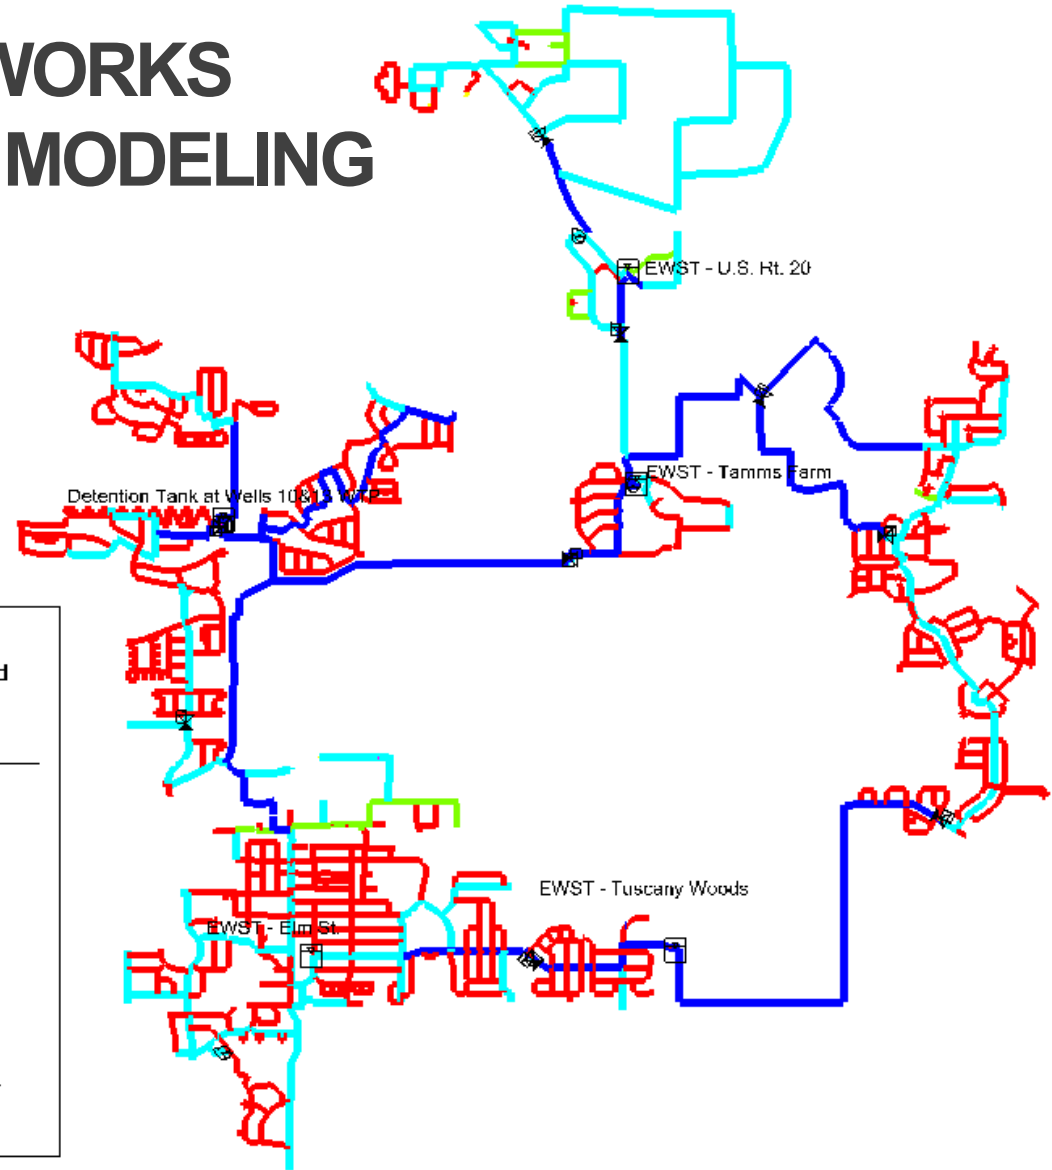 WORKS
MODELING
EWST - U.S. Rt. 20
EWST - Tamms Farm
Detention Tank at Wells 10&13 WTP
d
EWST - Tuscany Woods
EWST - Elm St.